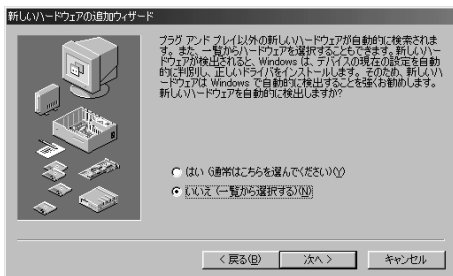 新しいハードウェアの追加ウィザード
プラグ アンド プレイ以外の新しいハードウェアが自動的に検索されま
す。また、一覧からハードウェアを選択することもできます。新しいハー
ドウェアが検出されると、Windows は、デバイスの現在の設定を自動
的に判別し、正しいドライバをインストールします。そのため、新しいハ
ードウェアは Windows で自動的に検出することを強くお勧めします。
新しいハードウェアを自動的に検出しますか?
はい (通常はこちらを選んでください)(Y)
いいえ (一覧から選択する)(N)
< 戻る(B)
次へ >
キャンセル